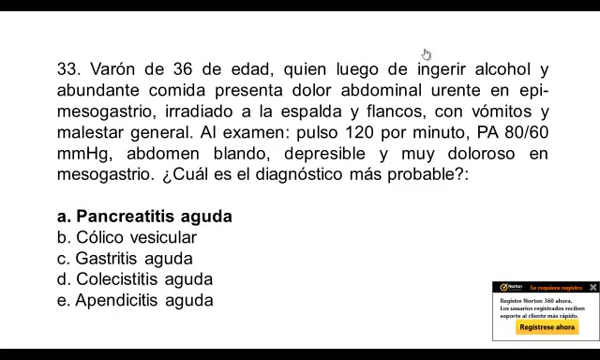 33. Varón de 36 de edad, quien luego de ingerir alcohol y
abundante comida presenta dolor abdominal urente en epi-
mesogastrio, irradiado a la espalda y flancos, con vómitos y
malestar general. Al examen: pulso 120 por minuto, PA 80/60
mmHg, abdomen blando, depresible y muy doloroso en
mesogastrio. ¿Cuál es el diagnóstico más probable?:
a. Pancreatitis aguda
b. Cólico vesicular
c. Gastritis aguda
d. Colecistitis aguda
e. Apendicitis aguda
Norton Se requiere registro
Registre Norton 360 ahora.
Los usuarios registrados reciben
soporte al cliente más rápido.
Regístrese ahora